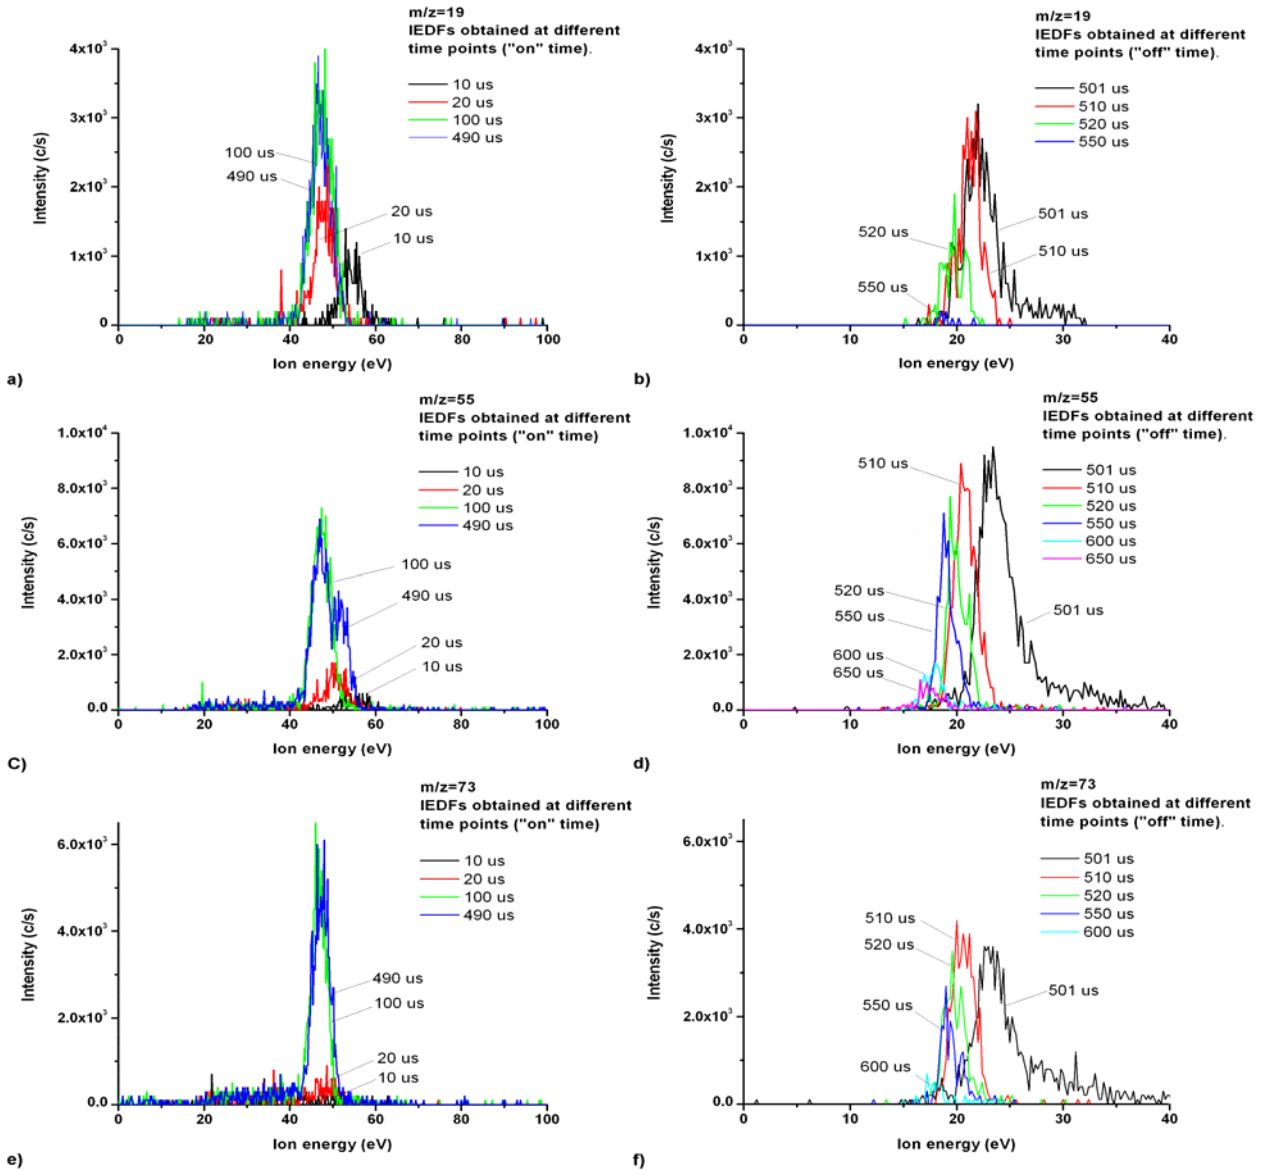 m/z=19
IEDFs obtained at different
time points ("on" time).
10 us
20 us
100 us
490 us
4x10³
3x10³
2x10³
1x10³
0
Intensity (c/s)
100 us
490 us
20 us
10 us
0 20 40 60 80 100
Ion energy (eV)
a)
m/z=19
IEDFs obtained at different
time points ("off" time).
501 us
510 us
520 us
550 us
4x10³
3x10³
2x10³
1x10³
0
Intensity (c/s)
501 us
520 us
510 us
550 us
0 10 20 30 40
Ion energy (eV)
b)
m/z=55
IEDFs obtained at different
time points ("on" time)
10 us
20 us
100 us
490 us
1.0x10⁴
8.0x10³
6.0x10³
4.0x10³
2.0x10³
0.0
Intensity (c/s)
100 us
490 us
20 us
10 us
0 20 40 60 80 100
Ion energy (eV)
C)
m/z=55
IEDFs obtained at different
time points ("off" time).
501 us
510 us
520 us
550 us
600 us
650 us
1.0x10⁴
8.0x10³
6.0x10³
4.0x10³
2.0x10³
0.0
Intensity (c/s)
510 us
520 us
550 us
501 us
600 us
650 us
0 10 20 30 40
Ion energy (eV)
d)
m/z=73
IEDFs obtained at different
time points ("on" time)
10 us
20 us
100 us
490 us
6.0x10³
4.0x10³
2.0x10³
0.0
Intensity (c/s)
490 us
100 us
20 us
10 us
0 20 40 60 80 100
Ion energy (eV)
e)
m/z=73
IEDFs obtained at different
time points ("off" time).
501 us
510 us
520 us
550 us
600 us
6.0x10³
4.0x10³
2.0x10³
0.0
Intensity (c/s)
510 us
520 us
501 us
550 us
600 us
0 10 20 30 40
Ion energy (eV)
f)